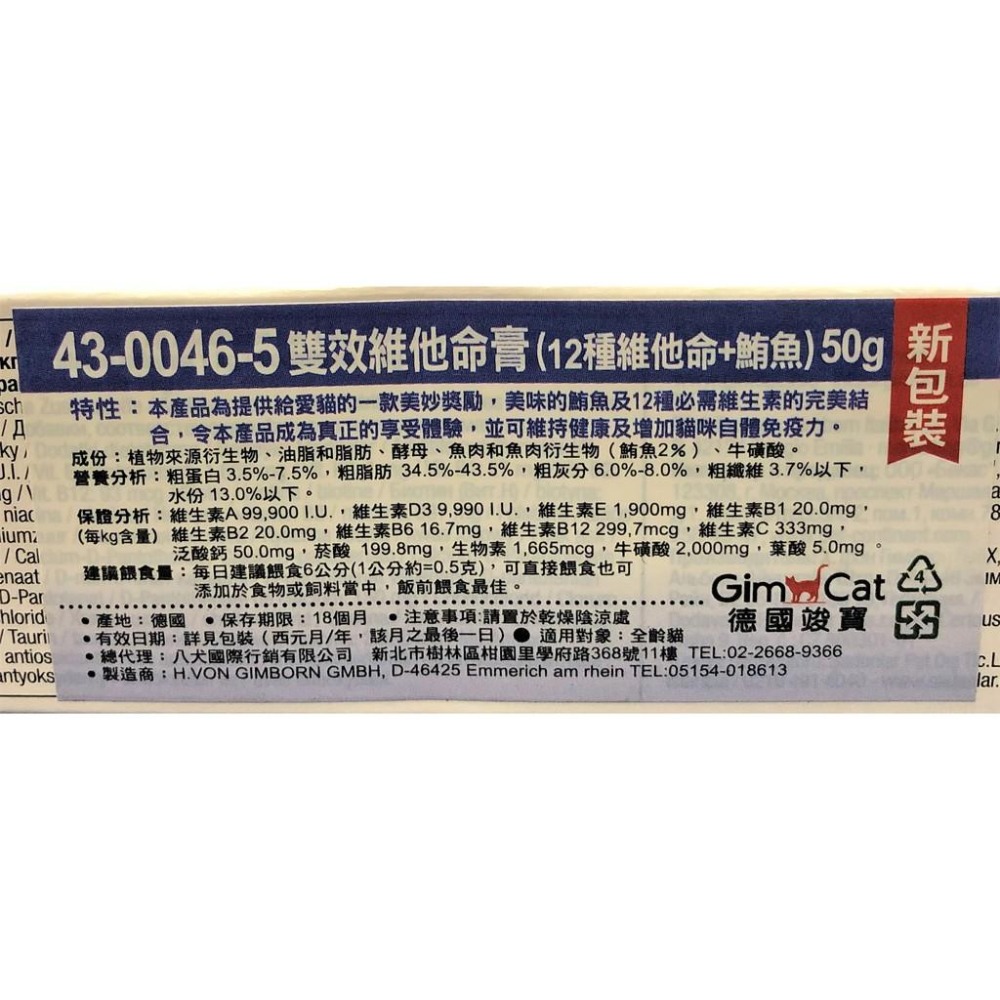 43-0046-5 雙效維他命膏(12種維他命+鮪魚) 50g
新包裝
特性：本產品為提供給愛貓的一款美妙獎勵，美味的鮪魚及12種必需維生素的完美結
合，令本產品成為真正的享受體驗，並可維持健康及增加貓咪自體免疫力。
成份：植物來源衍生物、油脂和脂肪、酵母、魚肉和魚肉衍生物（鮪魚2%）、牛磺酸。
營養分析：粗蛋白 3.5%-7.5%，粗脂肪 34.5%-43.5%，粗灰分 6.0%-8.0%，粗纖維 3.7%以下，
水份 13.0%以下。
保證分析：維生素A 99,900 I.U.，維生素D3 9,990 I.U.，維生素E 1,900mg，維生素B1 20.0mg，
(每kg含量) 維生素B2 20.0mg，維生素B6 16.7mg，維生素B12 299,7mcg，維生素C 333mg，
泛酸鈣 50.0mg，菸酸 199.8mg，生物素 1,665mcg，牛磺酸 2,000mg，葉酸 5.0mg 。
建議餵食量：每日建議餵食6公分(1公分約=0.5克)，可直接餵食也可
添加於食物或飼料當中，飯前餵食最佳。
GimCat
德國竣寶
4
•產地：德國 •保存期限：18個月 •注意事項:請置於乾燥陰涼處
•有效日期：詳見包裝（西元月/年，該月之最後一日）● 適用對象：全齡貓
•總代理：八犬國際行銷有限公司 新北市樹林區柑園里學府路368號11樓 TEL:02-2668-9366
•製造商：H.VON GIMBORN GMBH, D-46425 Emmerich am rhein TEL:05154-018613